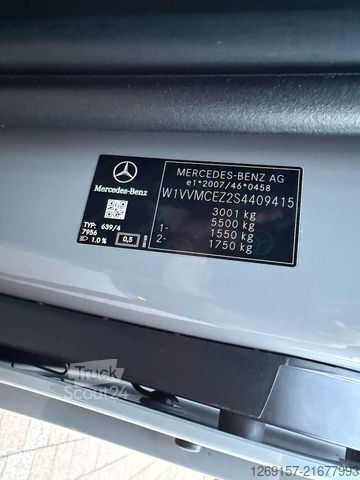 MERCEDES-BENZ AG
e1*2007/46*0458
W1VVMCEZ2S4409415
3001 kg
5500 kg
1- 1550 kg
2- 1750 kg
Mercedes-Benz
TYP: 639/4
7956
1.0 % 0,5
Truck
Scout24
1269157-21677993